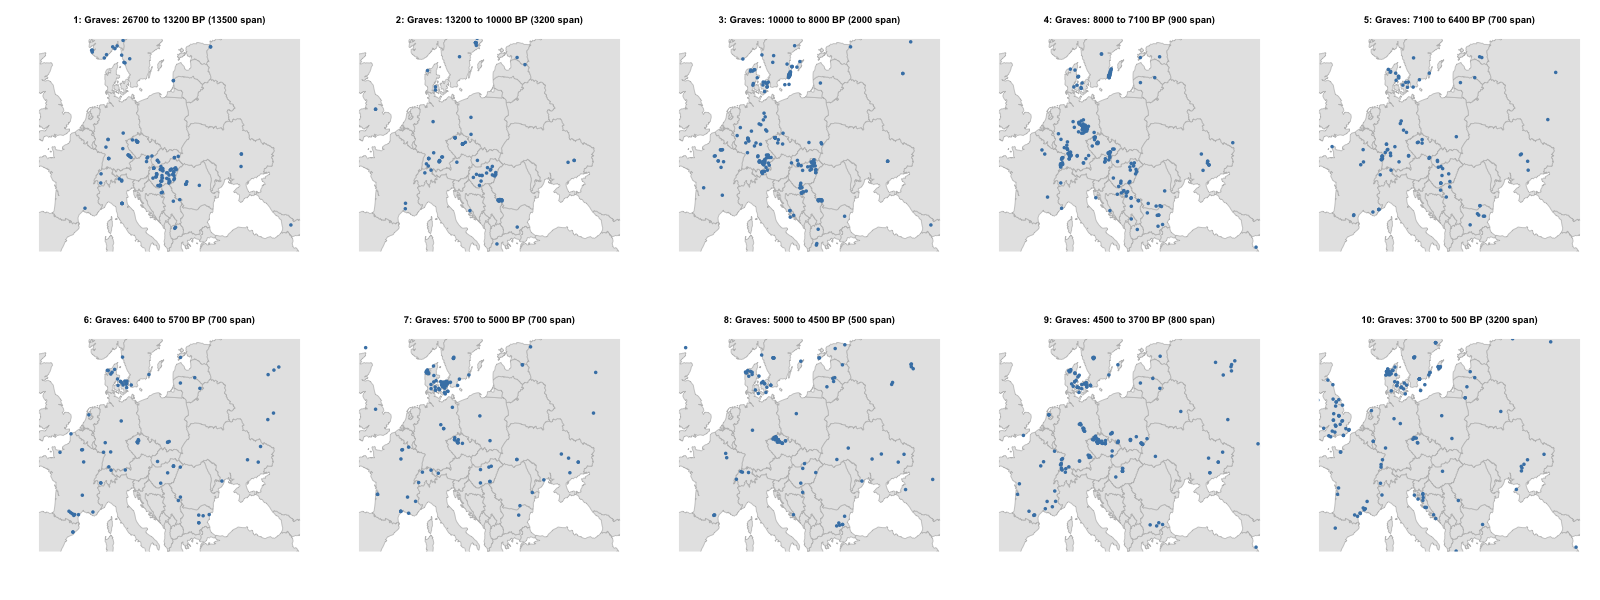 1: Graves: 26700 to 13200 BP (13500 span)
2: Graves: 13200 to 10000 BP (3200 span)
3: Graves: 10000 to 8000 BP (2000 span)
4: Graves: 8000 to 7100 BP (900 span)
5: Graves: 7100 to 6400 BP (700 span)
6: Graves: 6400 to 5700 BP (700 span)
7: Graves: 5700 to 5000 BP (700 span)
8: Graves: 5000 to 4500 BP (500 span)
9: Graves: 4500 to 3700 BP (800 span)
10: Graves: 3700 to 500 BP (3200 span)